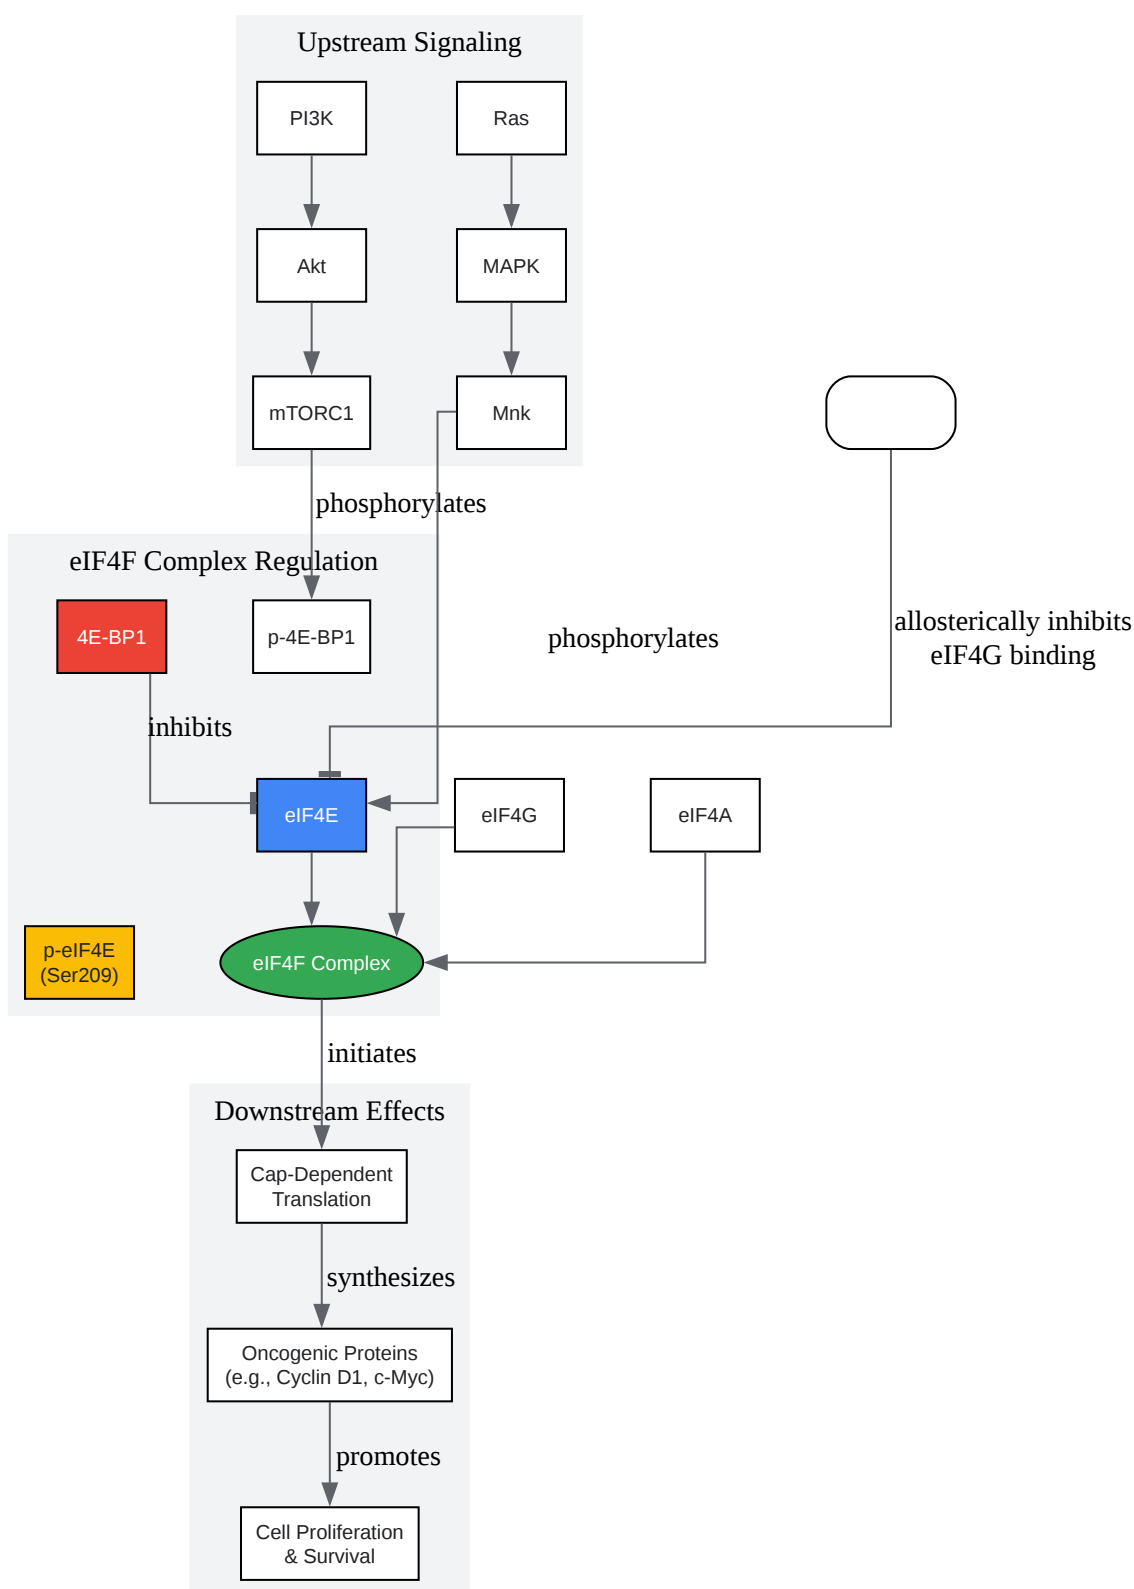 Upstream Signaling
PI3K
Ras
Akt
MAPK
mTORC1
Mnk
phosphorylates
eIF4F Complex Regulation
4E-BP1
p-4E-BP1
phosphorylates
allosterically inhibits
eIF4G binding
inhibits
eIF4E
eIF4G
eIF4A
p-eIF4E
(Ser209)
eIF4F Complex
initiates
Downstream Effects
Cap-Dependent
Translation
synthesizes
Oncogenic Proteins
(e.g., Cyclin D1, c-Myc)
promotes
Cell Proliferation
& Survival